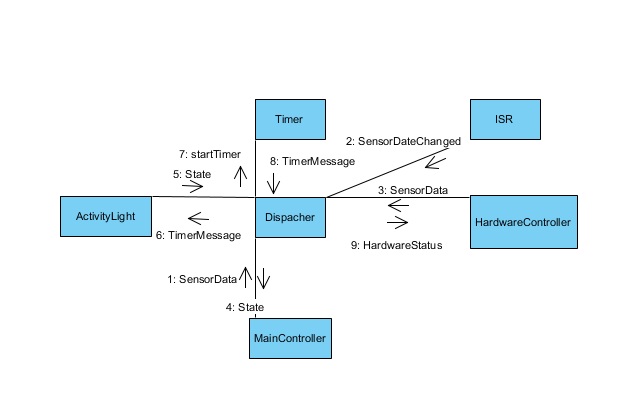 Timer
ISR
2: SensorDateChanged
7: startTimer
8: TimerMessage
5: State
3: SensorData
ActivityLight
Dispacher
HardwareController
6: TimerMessage
9: HardwareStatus
1: SensorData
4: State
MainController